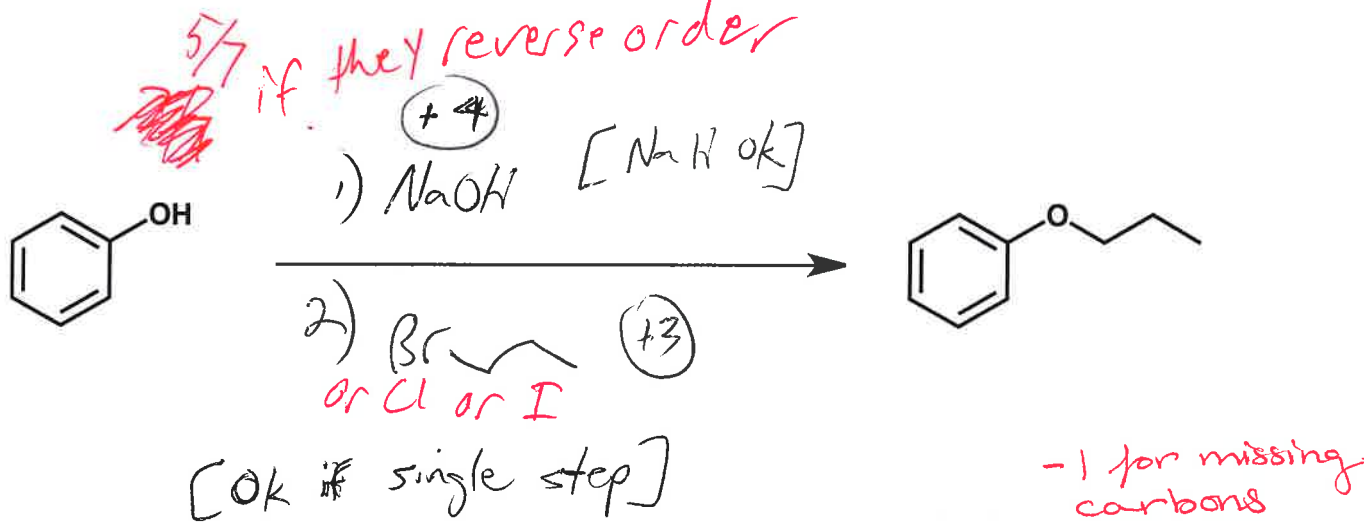 5/7 if they reverse order
+4
1) NaOH [NaH ok]
OH
O
2) Br +3
or Cl or I
[Ok if single step]
-1 for missing
carbons